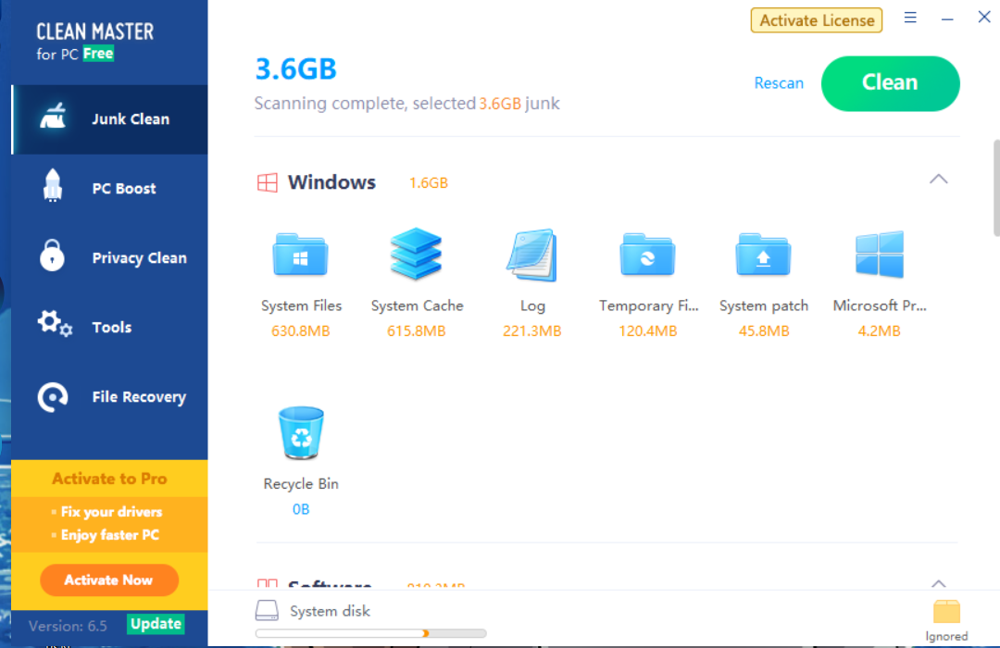 CLEAN MASTER
for PC Free
Junk Clean
PC Boost
Privacy Clean
Tools
File Recovery
Activate to Pro
Fix your drivers
Enjoy faster PC
Activate Now
Version: 6.5 Update
Activate License
3.6GB
Scanning complete, selected 3.6GB junk
Rescan
Clean
Windows 1.6GB
System Files
630.8MB
System Cache
615.8MB
Log
221.3MB
Temporary Fi...
120.4MB
System patch
45.8MB
Microsoft Pr...
4.2MB
Recycle Bin
0B
Software
System disk
Ignored